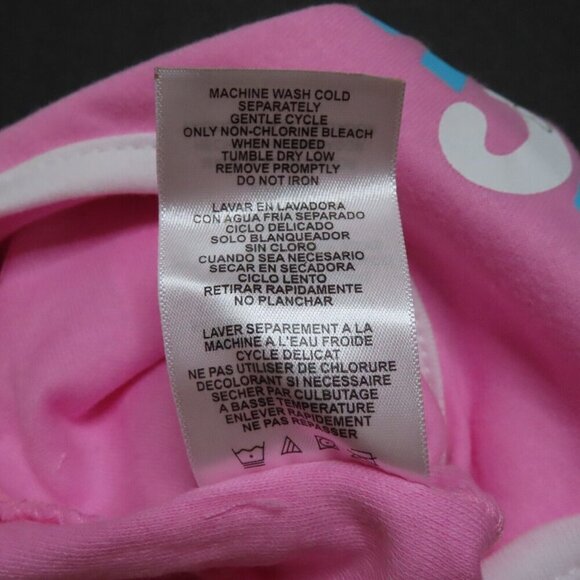 MACHINE WASH COLD
SEPARATELY
GENTLE CYCLE
ONLY NON-CHLORINE BLEACH
WHEN NEEDED
TUMBLE DRY LOW
REMOVE PROMPTLY
DO NOT IRON
LAVAR EN LAVADORA
CON AGUA FRIA SEPARADO
CICLO DELICADO
SOLO BLANQUEADOR
SIN CLORO
CUANDO SEA NECESARIO
SECAR EN SECADORA
CICLO LENTO
RETIRAR RAPIDAMENTE
NO PLANCHAR
LAVER SEPAREMENT A LA
MACHINE A L'EAU FROIDE
CYCLE DELICAT
NE PAS UTILISER DE CHLORURE
DECOLORANT SI NECESSAIRE
SECHER PAR CULBUTAGE
A BASSE TEMPERATURE
ENLEVER RAPIDEMENT
NE PAS REPASSER